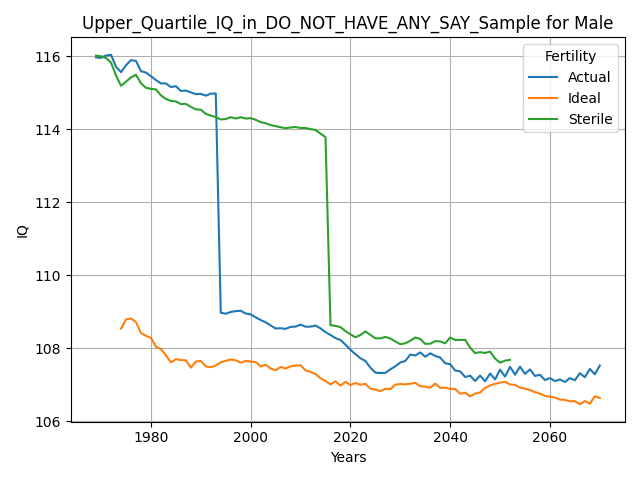 Upper_Quartile_IQ_in_DO_NOT_HAVE_ANY_SAY_Sample for Male
Fertility
Actual
Ideal
Sterile
IQ
116
114
112
110
108
106
1980
2000
2020
2040
2060
Years